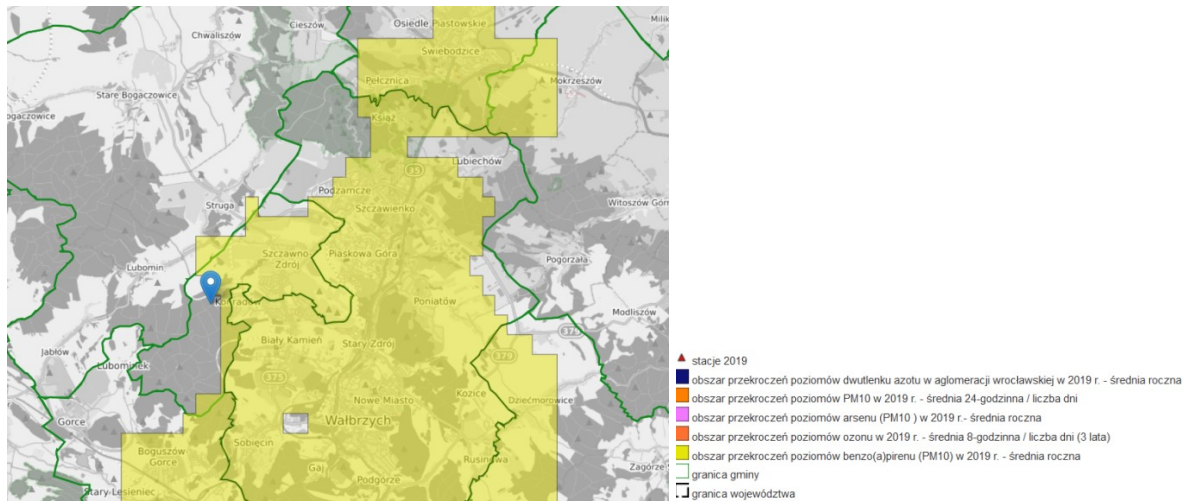 Osiedle Piastowskie
Cieszów
Chwaliszów
Świebodzice
Mokrzeszów
Pełcznica
Stare Bogaczowice
Książ
Lubiechów
35
Podzamcze
Struga
Szczawienko
Witoszów
Szczawno
Zdrój
Piaskowa Góra
Pogorzała
Lubomin
Poniatów
Modliszów
Biały Kamień
Stary Zdrój
379
Jabłów
Lubominek
375
379
Kozice
Dziećmorowice
Nowe Miasto
Gorce
Wałbrzych
Sobięcin
Boguszów-
Gorce
Rusinowa
Gaj
Podgórze
Stary Lesieniec
Zagórze
stacje 2019
obszar przekroczeń poziomów dwutlenku azotu w aglomeracji wrocławskiej w 2019 r. - średnia roczna
obszar przekroczeń poziomów PM10 w 2019 r. - średnia 24-godzinna / liczba dni
obszar przekroczeń poziomów arsenu (PM10 ) w 2019 r.- średnia roczna
obszar przekroczeń poziomów ozonu w 2019 r. - średnia 8-godzinna / liczba dni (3 lata)
obszar przekroczeń poziomów benzo(a)pirenu (PM10) w 2019 r. - średnia roczna
granica gminy
granica województwa